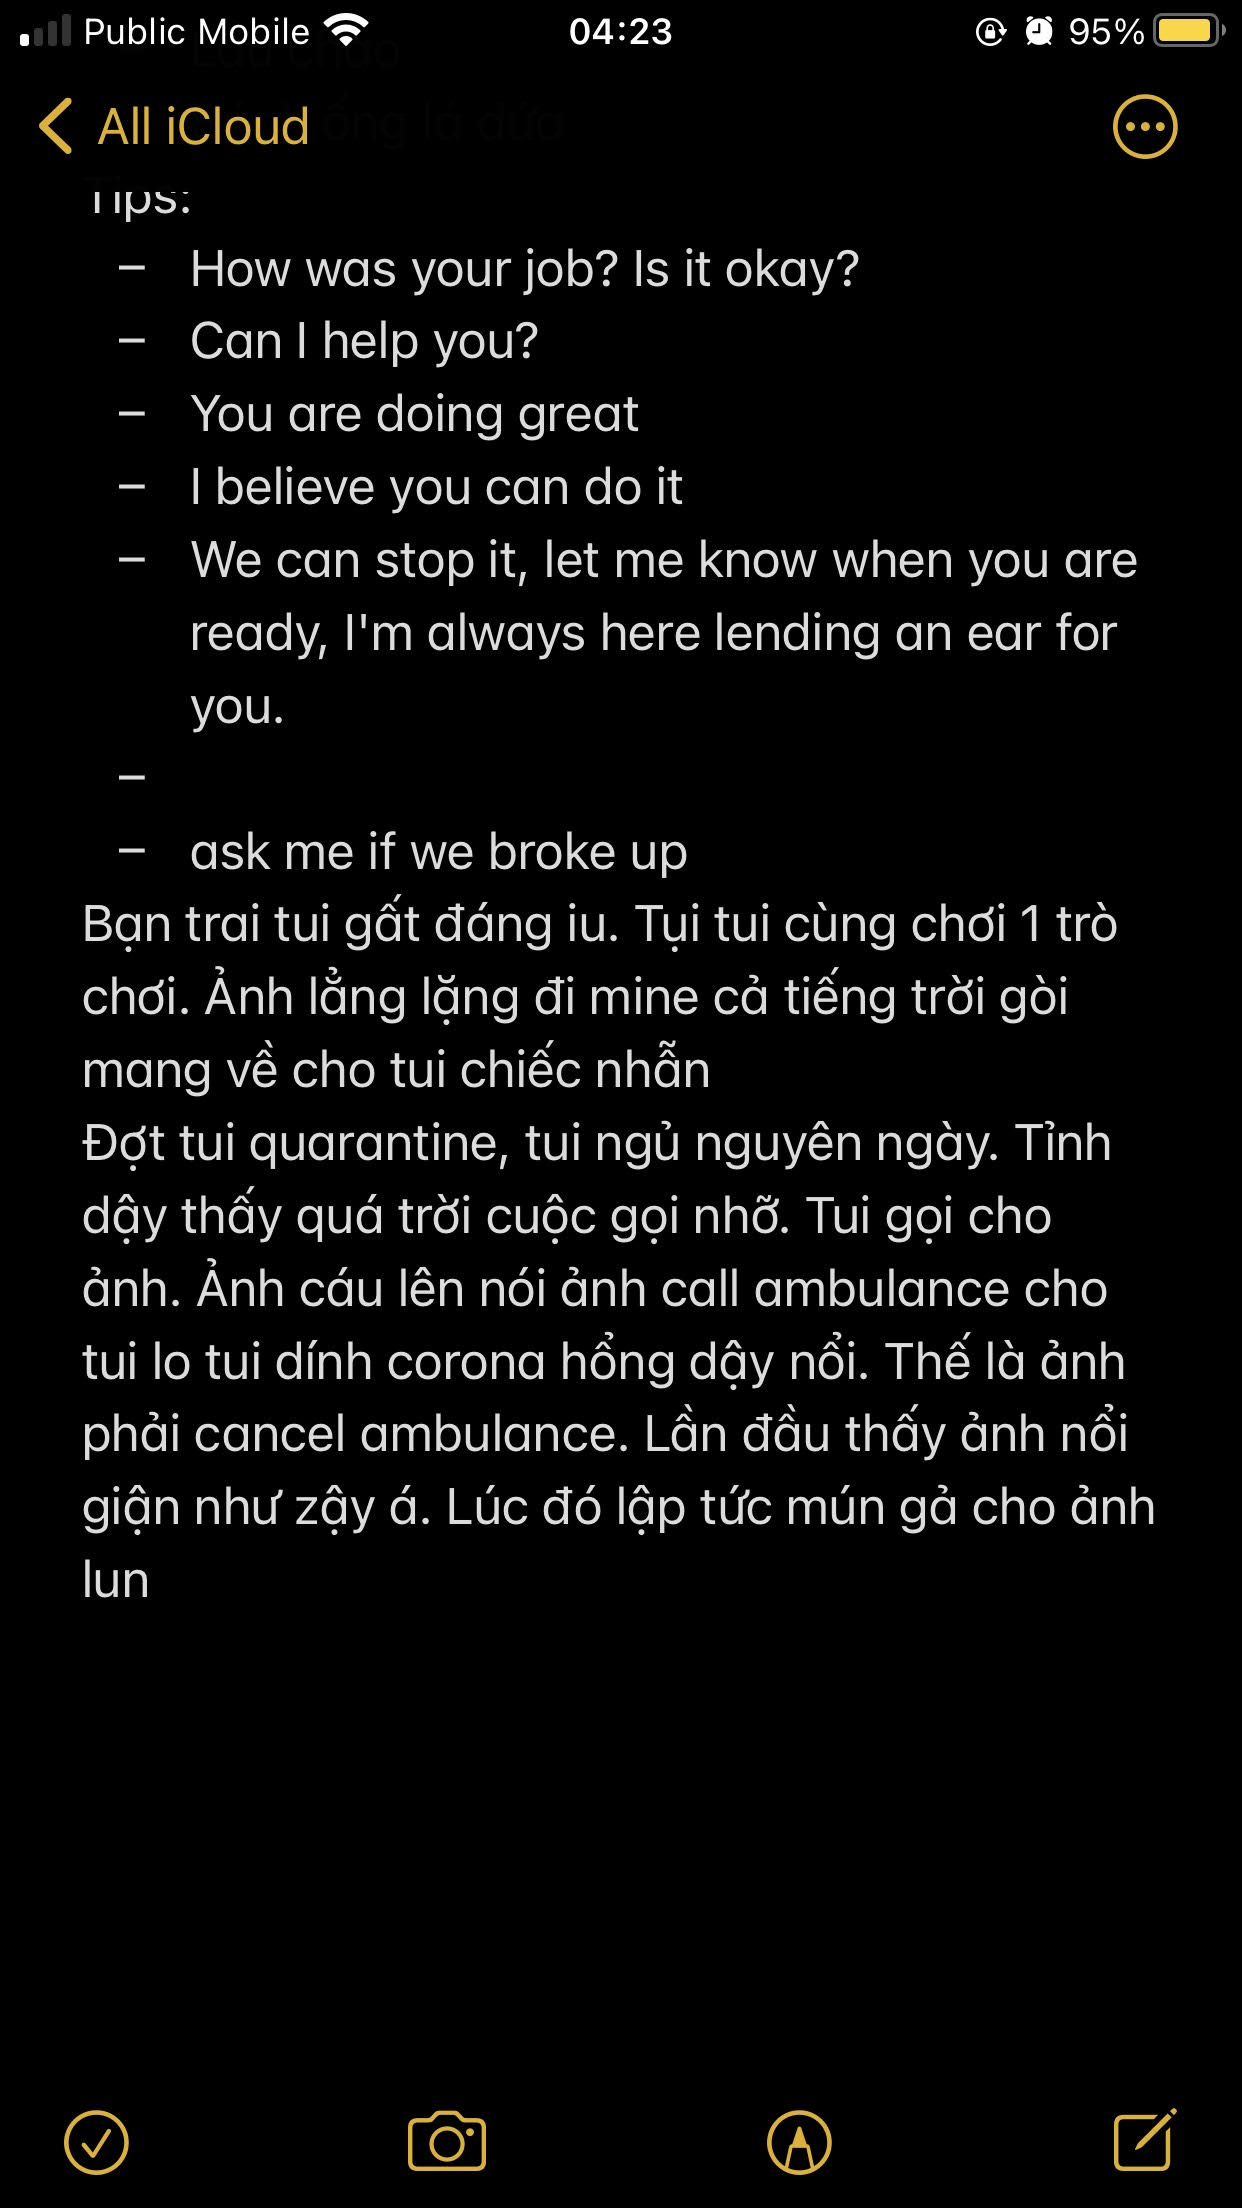 Public Mobile 04:23 95%
All iCloud
Tips:
– How was your job? Is it okay?
– Can I help you?
– You are doing great
– I believe you can do it
– We can stop it, let me know when you are
ready, I'm always here lending an ear for
you.
–
– ask me if we broke up
Bạn trai tui gất đáng iu. Tụi tui cùng chơi 1 trò
chơi. Ảnh lẳng lặng đi mine cả tiếng trời gòi
mang về cho tui chiếc nhẫn
Đợt tui quarantine, tui ngủ nguyên ngày. Tỉnh
dậy thấy quá trời cuộc gọi nhỡ. Tui gọi cho
ảnh. Ảnh cáu lên nói ảnh call ambulance cho
tui lo tui dính corona hổng dậy nổi. Thế là ảnh
phải cancel ambulance. Lần đầu thấy ảnh nổi
giận như zậy á. Lúc đó lập tức mún gả cho ảnh
lun